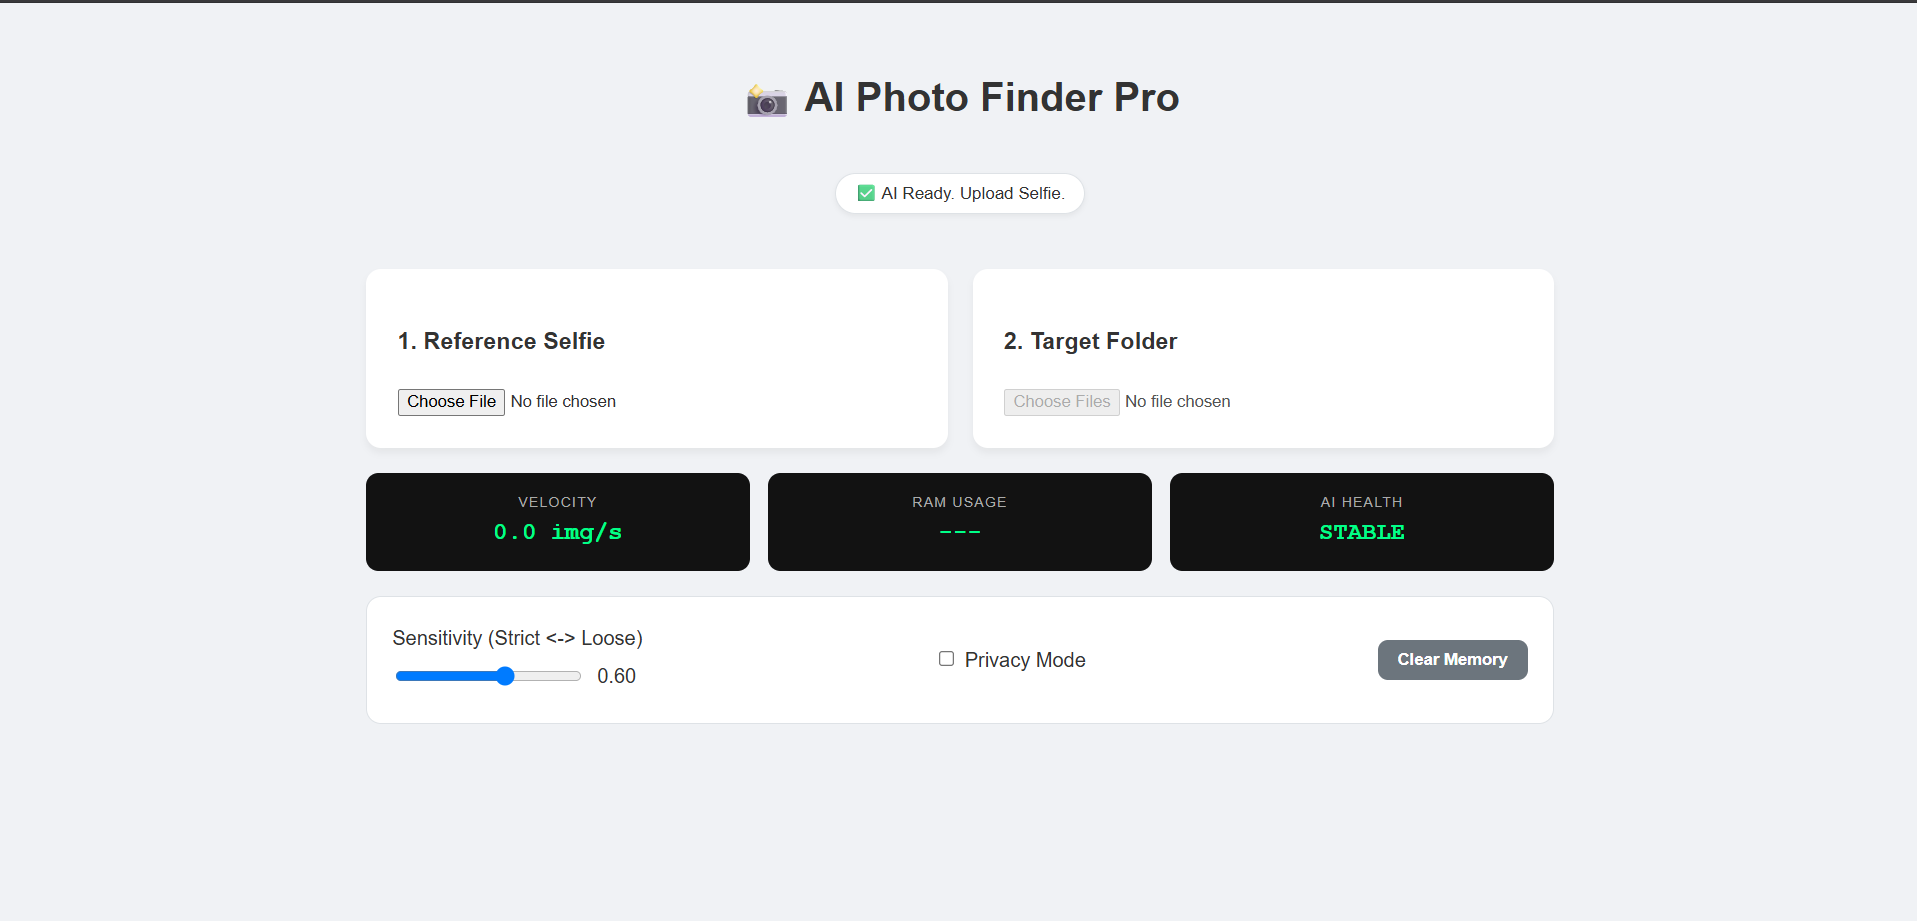 AI Photo Finder Pro
✅ AI Ready. Upload Selfie.
1. Reference Selfie
Choose File No file chosen
2. Target Folder
Choose Files No file chosen
VELOCITY
0.0 img/s
RAM USAGE
---
AI HEALTH
STABLE
Sensitivity (Strict <-> Loose)
0.60
Privacy Mode
Clear Memory